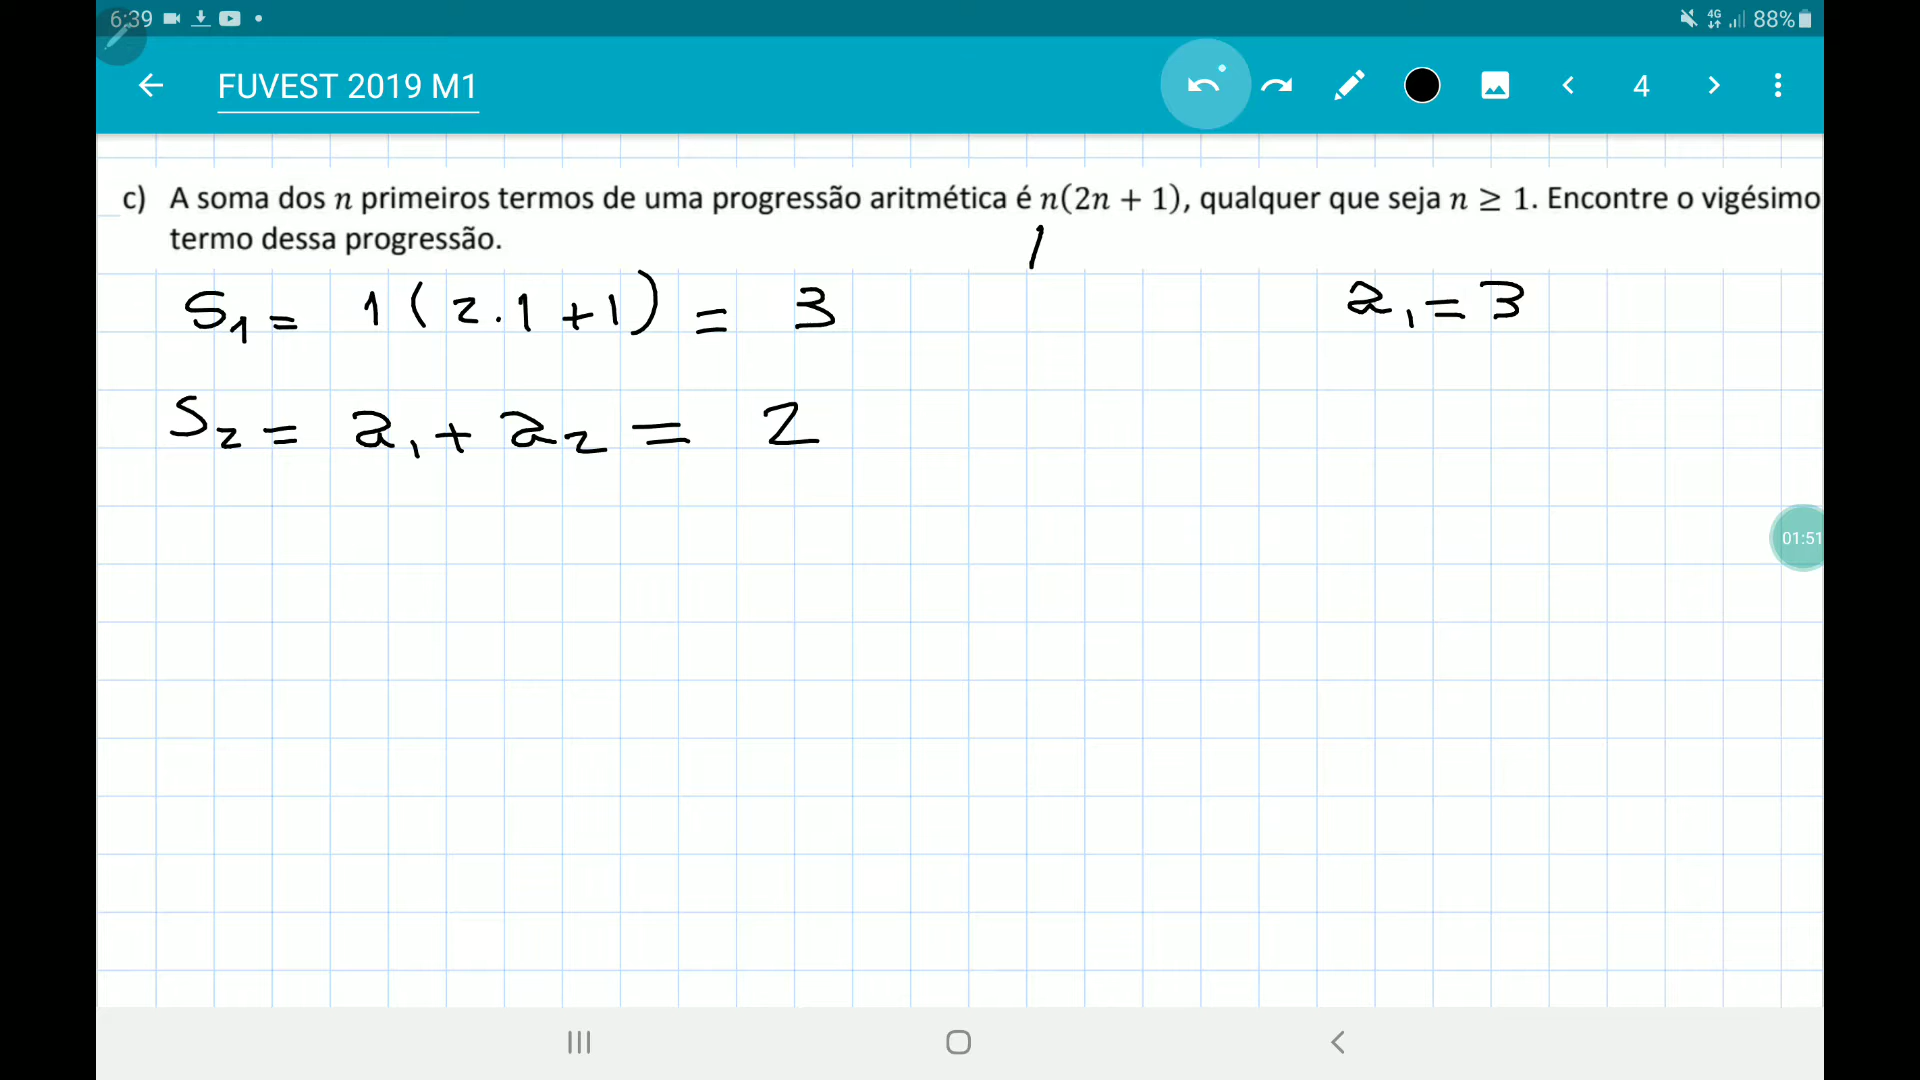 6:39
88%
FUVEST 2019 M1
4
c) A soma dos n primeiros termos de uma progressão aritmética é n(2n + 1), qualquer que seja n ≥ 1. Encontre o vigésimo
termo dessa progressão.
S₁ = 1 ( 2 . 1 + 1 ) = 3
a₁ = 3
S₂ = a₁ + a₂ = 2
01:51